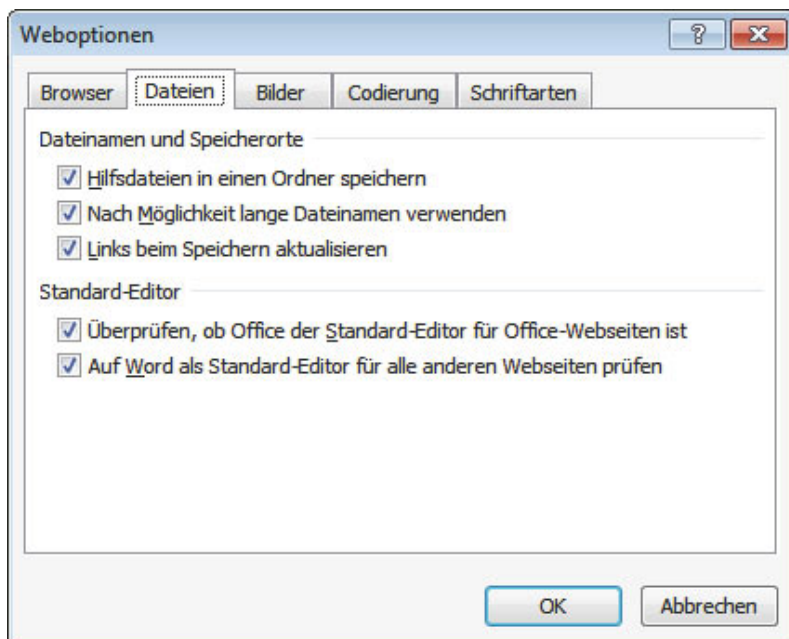 Weboptionen
?
Browser Dateien Bilder Codierung Schriftarten
Dateinamen und Speicherorte
Hilfsdateien in einen Ordner speichern
Nach Möglichkeit lange Dateinamen verwenden
Links beim Speichern aktualisieren
Standard-Editor
Überprüfen, ob Office der Standard-Editor für Office-Webseiten ist
Auf Word als Standard-Editor für alle anderen Webseiten prüfen
OK Abbrechen